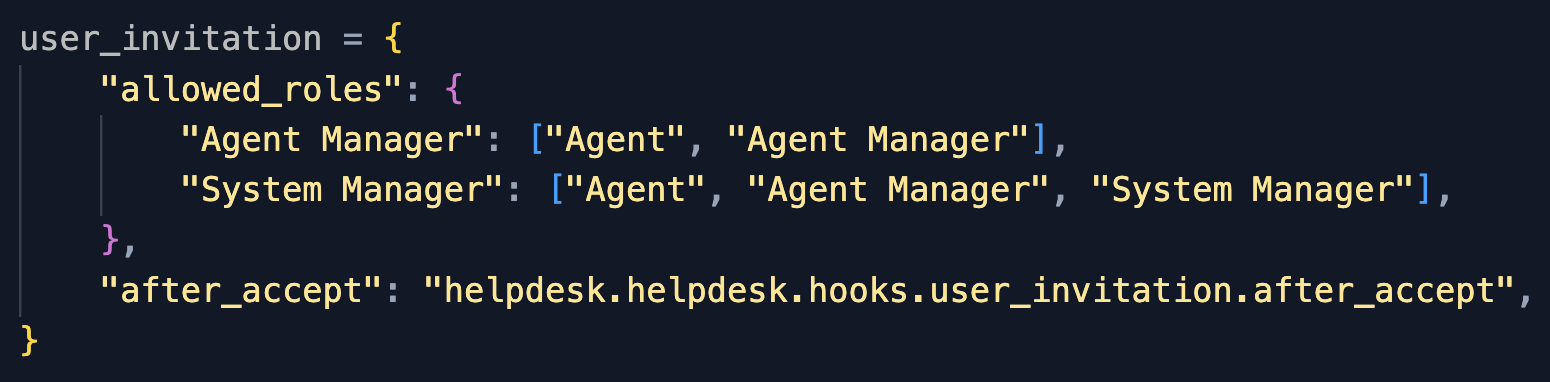 user_invitation = {
    "allowed_roles": {
        "Agent Manager": ["Agent", "Agent Manager"],
        "System Manager": ["Agent", "Agent Manager", "System Manager"],
    },
    "after_accept": "helpdesk.helpdesk.hooks.user_invitation.after_accept",
}